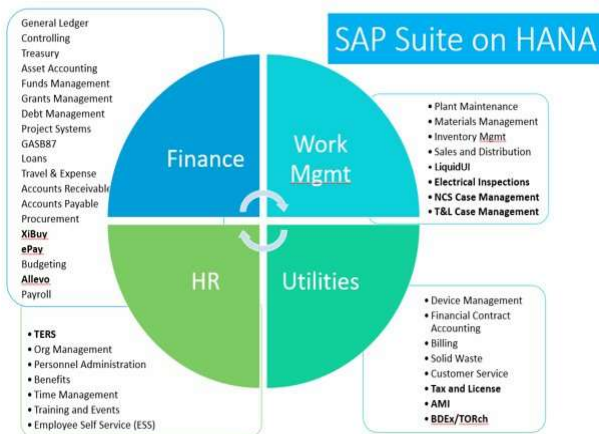 SAP Suite on HANA
General Ledger
Controlling
Treasury
Asset Accounting
Funds Management
Grants Management
Debt Management
Project Systems
GASB87
Loans
Travel & Expense
Accounts Receivable
Accounts Payable
Procurement
XiBuy
ePay
Budgeting
Allevo
Payroll
Finance
Work
Mgmt
• Plant Maintenance
• Materials Management
• Inventory Mgmt
• Sales and Distribution
• LiquidUI
• Electrical Inspections
• NCS Case Management
• T&L Case Management
HR
Utilities
• TERS
• Org Management
• Personnel Administration
• Benefits
• Time Management
• Training and Events
• Employee Self Service (ESS)
• Device Management
• Financial Contract
Accounting
• Billing
• Solid Waste
• Customer Service
• Tax and License
• AMI
• BDEx/TORch